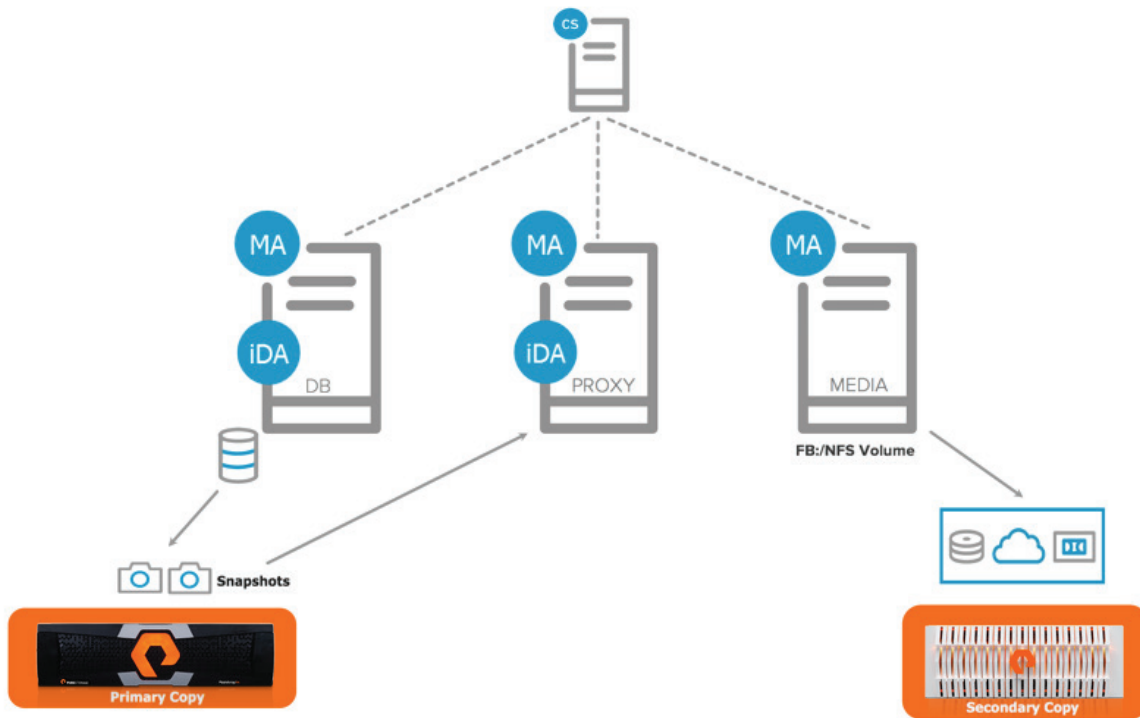 CS
MA
MA
MA
iDA
iDA
DB
PROXY
MEDIA
FB:/NFS Volume
Snapshots
Primary Copy
Secondary Copy